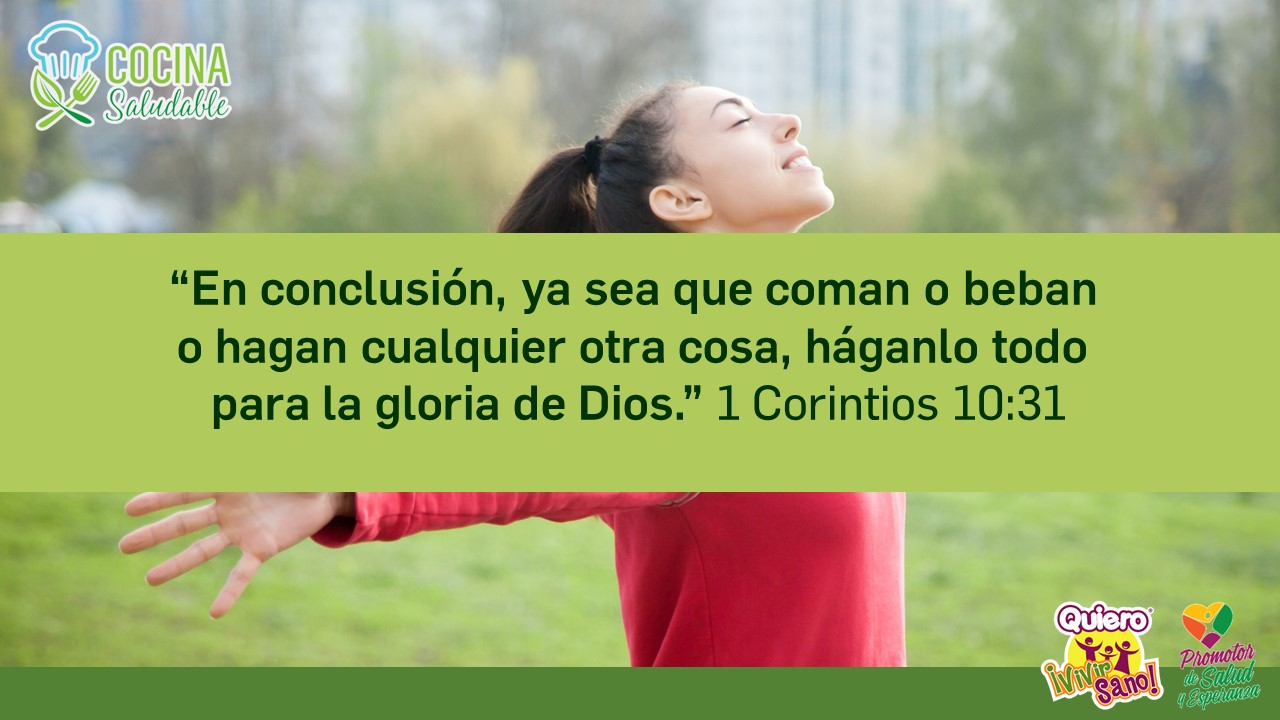 COCINA
Saludable
“En conclusión, ya sea que coman o beban
o hagan cualquier otra cosa, háganlo todo
para la gloria de Dios.” 1 Corintios 10:31
Quiero®
¡ViVir
Sano!
Promotor
de Salud
y Esperanza